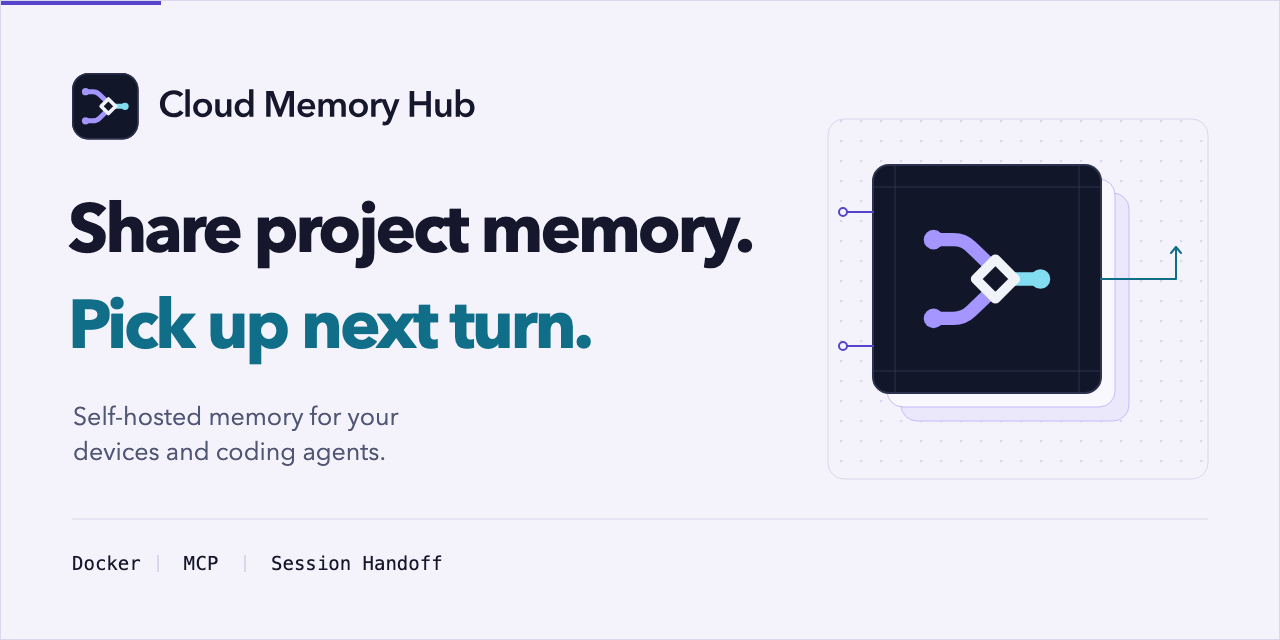 Cloud Memory Hub
Share project memory.
Pick up next turn.
Self-hosted memory for your
devices and coding agents.
Docker | MCP | Session Handoff